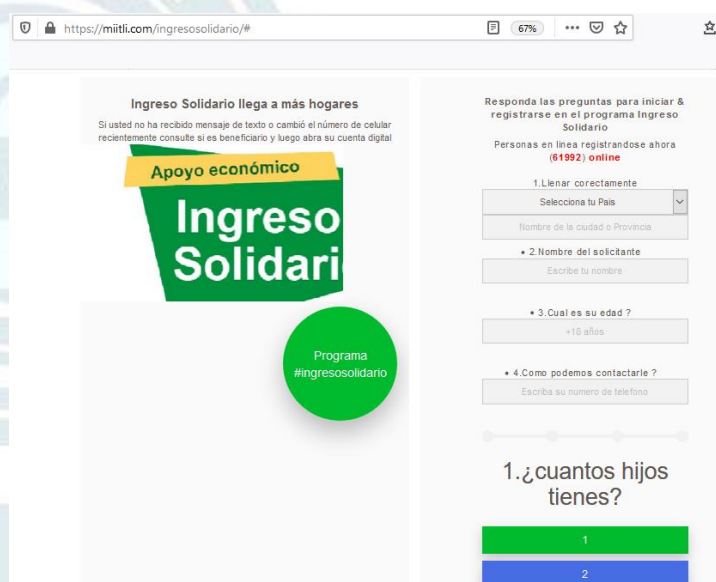 https://miitli.com/ingresosolidario/#
67%
Ingreso Solidario llega a más hogares
Si usted no ha recibido mensaje de texto o cambió el número de celular
recientemente consulte si es beneficiario y luego abra su cuenta digital
Apoyo económico
Ingreso
Solidari
Programa
#ingresosolidario
Responda las preguntas para iniciar &
registrarse en el programa Ingreso
Solidario
Personas en linea registrandose ahora
(61992) online
1.Llenar corectamente
Selecciona tu Pais
Nombre de la ciudad o Provincia
• 2.Nombre del solicitante
Escribe tu nombre
• 3.Cual es su edad ?
+18 años
• 4.Como podemos contactarle ?
Escriba su numero de telefono
1.¿cuantos hijos
tienes?
1
2